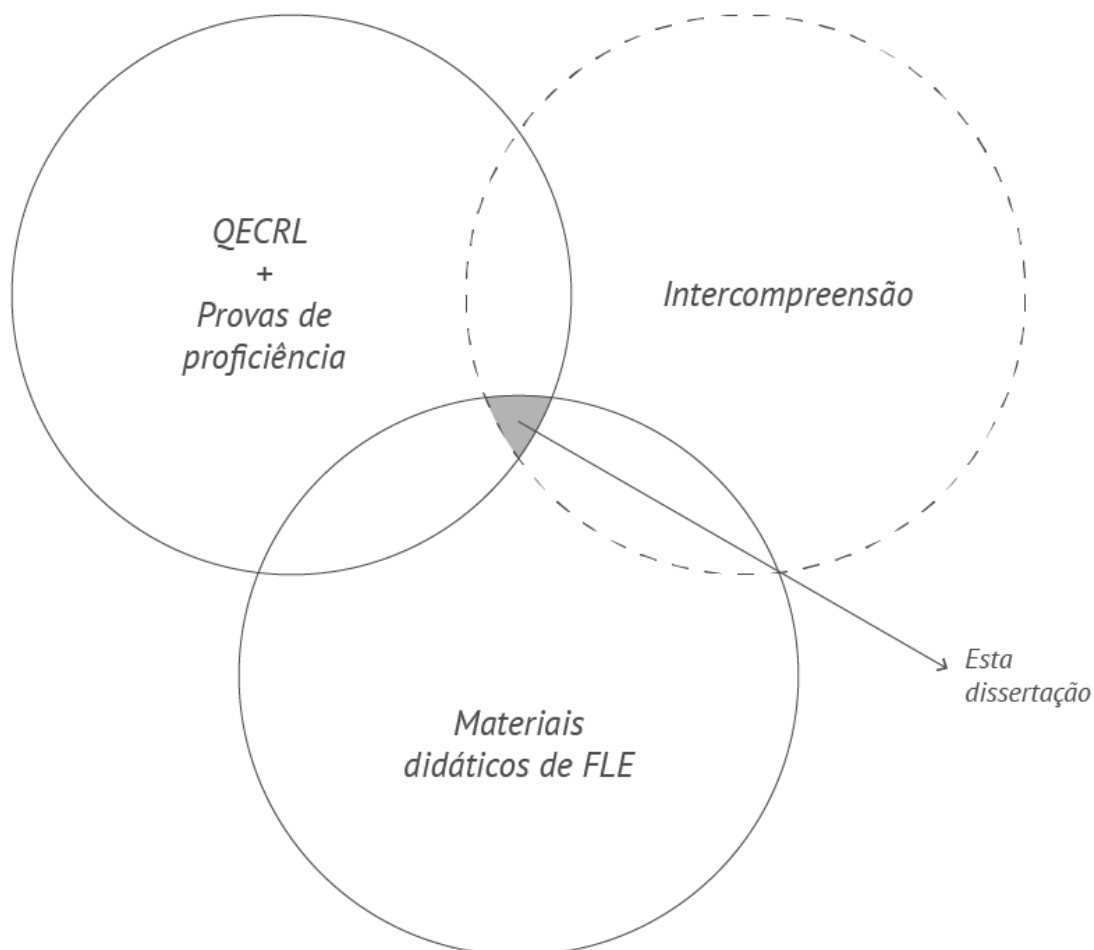 QECRL
+
Provas de
proficiência
Intercompreensão
Materiais
didáticos de FLE
Esta
dissertação